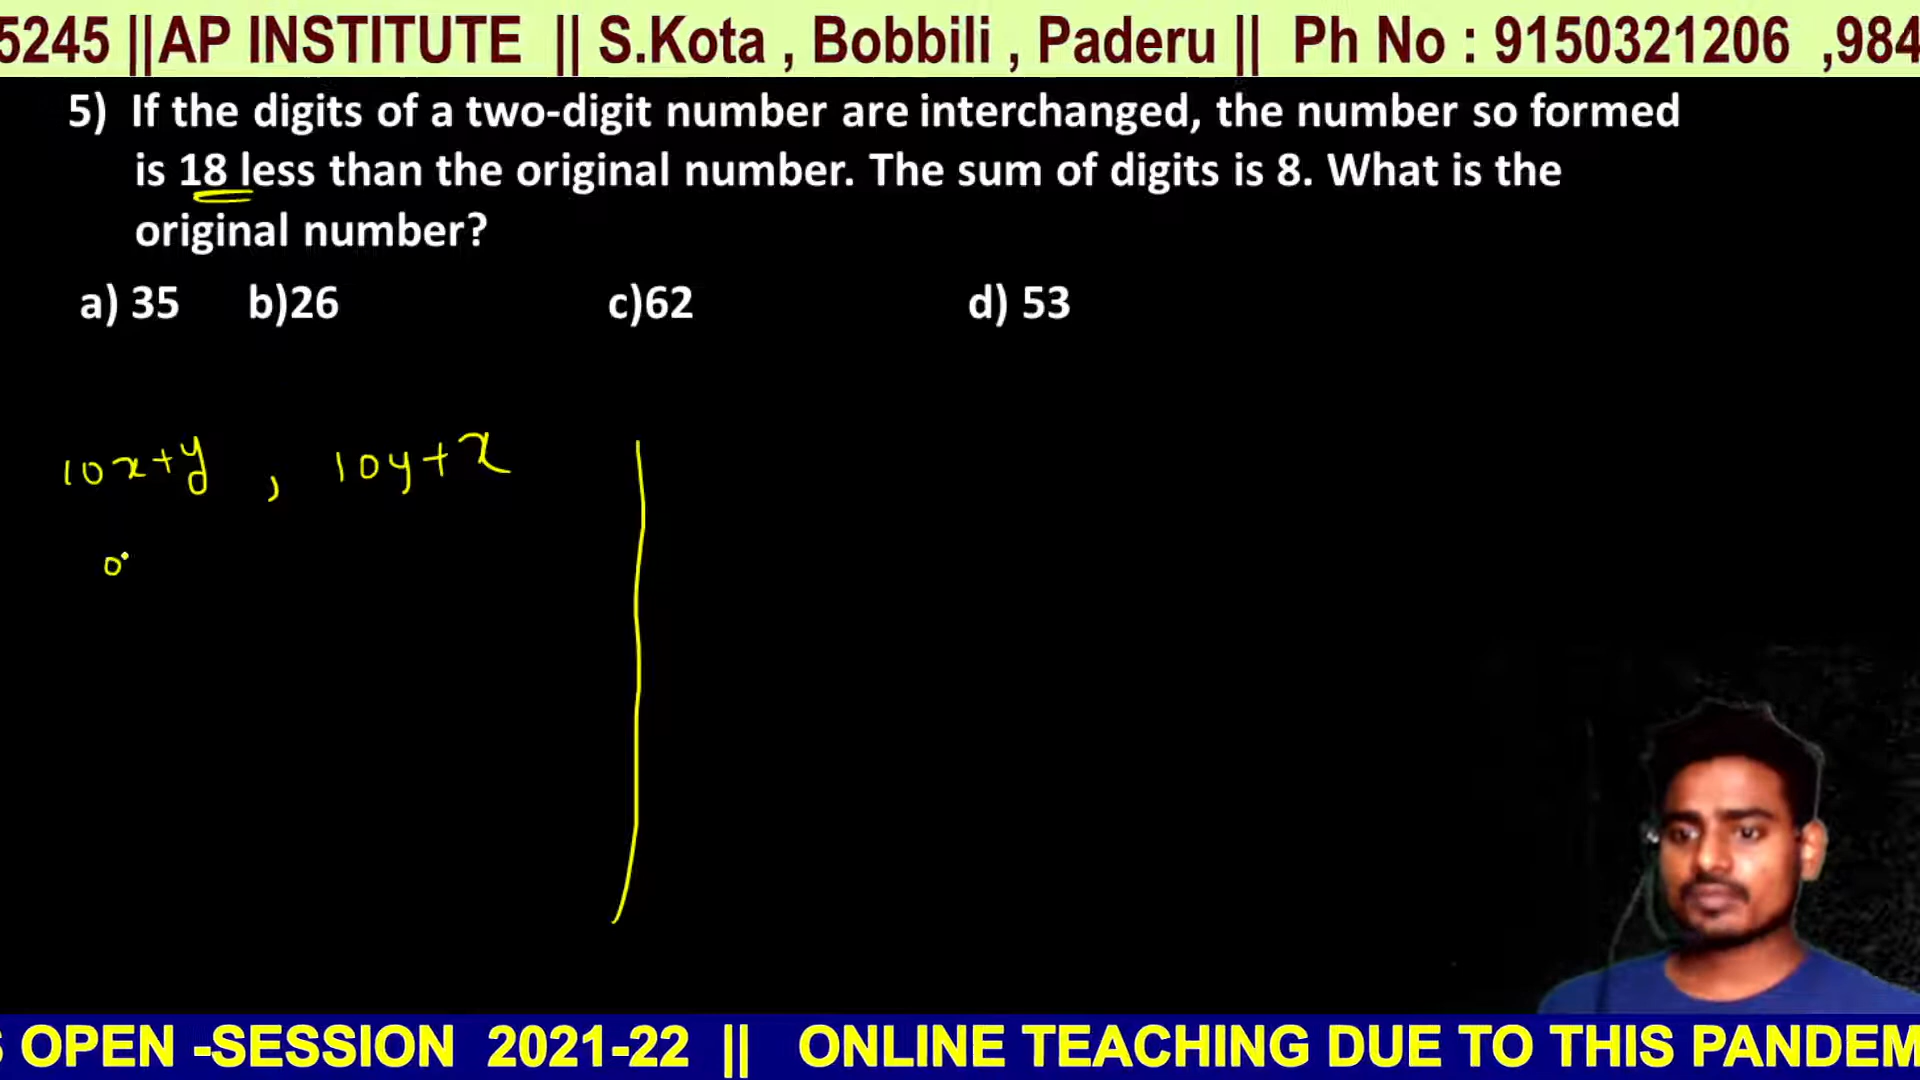 5245 ||AP INSTITUTE || S.Kota , Bobbili , Paderu || Ph No : 9150321206 ,984
5) If the digits of a two-digit number are interchanged, the number so formed
is 18 less than the original number. The sum of digits is 8. What is the
original number?
a) 35 b)26 c)62 d) 53
10x+y , 10y+x
0
S OPEN -SESSION 2021-22 || ONLINE TEACHING DUE TO THIS PANDEM